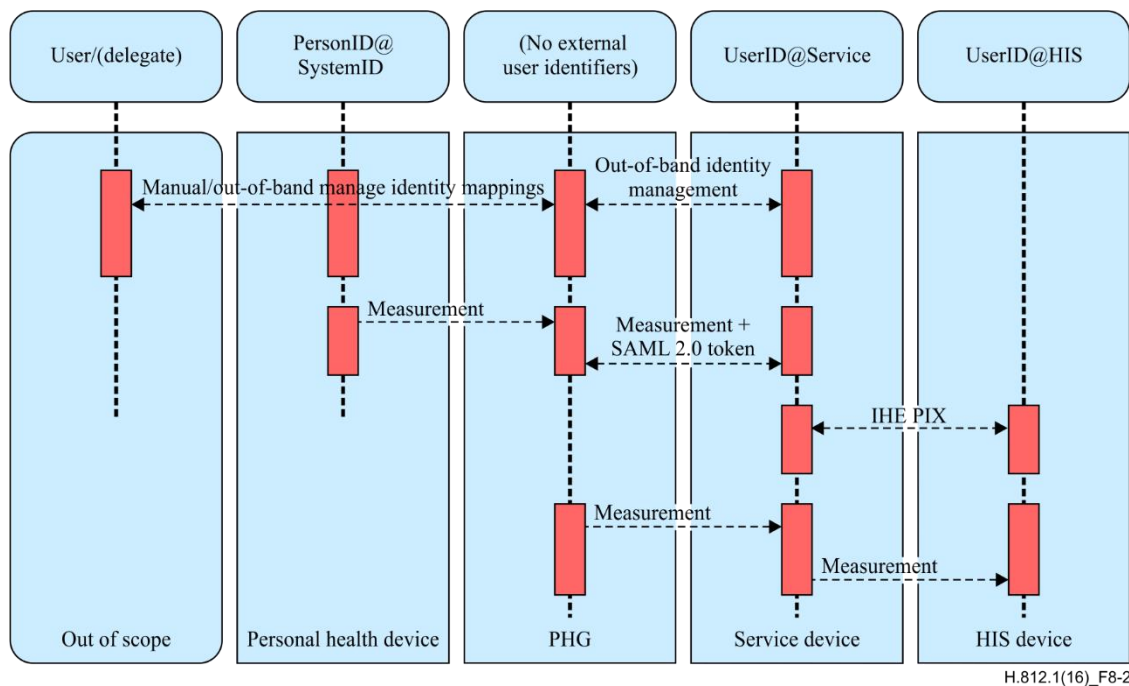 User/(delegate)
PersonID@
SystemID
(No external
user identifiers)
UserID@Service
UserID@HIS
Manual/out-of-band manage identity mappings
Out-of-band identity
management
Measurement
Measurement +
SAML 2.0 token
IHE PIX
Measurement
Measurement
Out of scope
Personal health device
PHG
Service device
HIS device
H.812.1(16)_F8-2